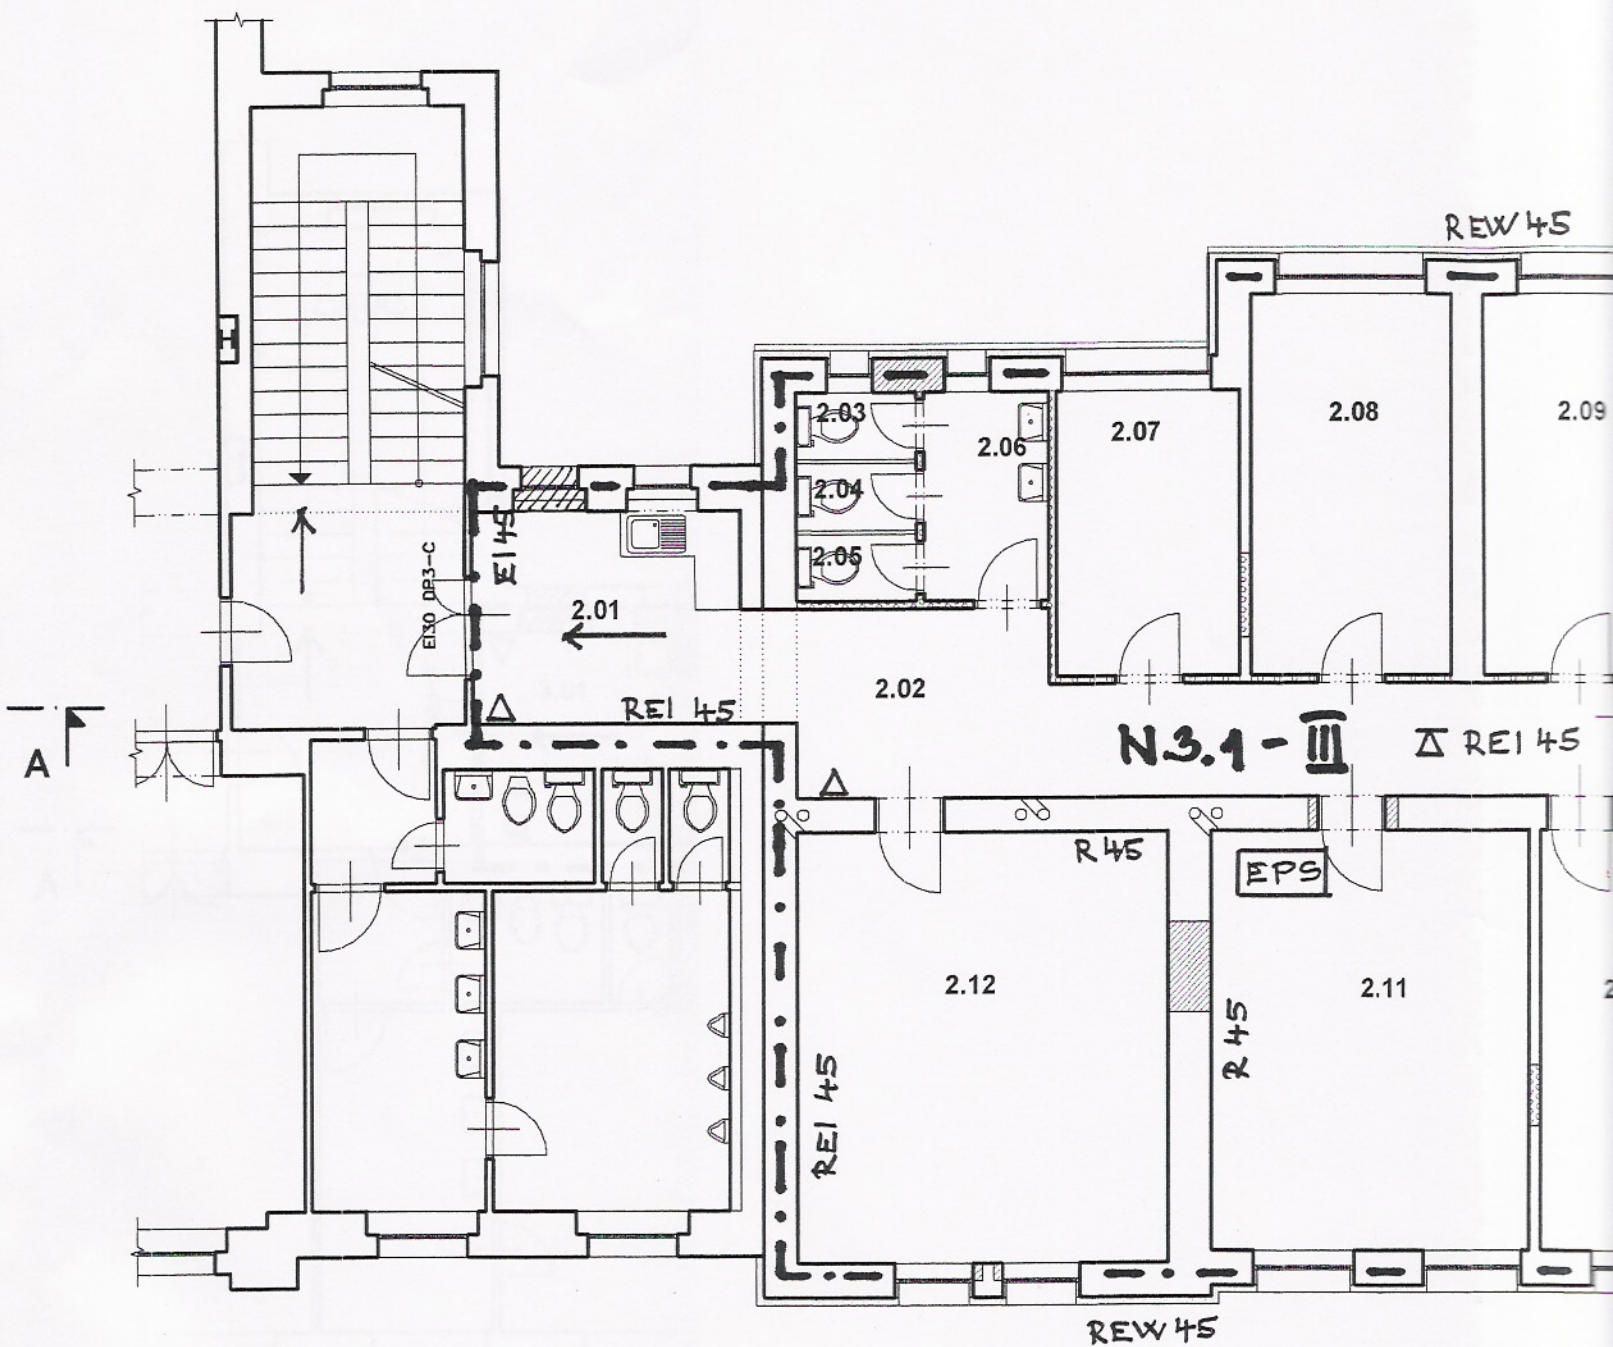 REW 45
2.03
2.08
2.09
2.07
2.06
2.04
EI 45
2.05
EI30 DP3-C
2.01
2.02
REI 45
N3.1 - III
REI 45
A
R 45
EPS
2.12
2.11
R 45
REI 45
REW 45